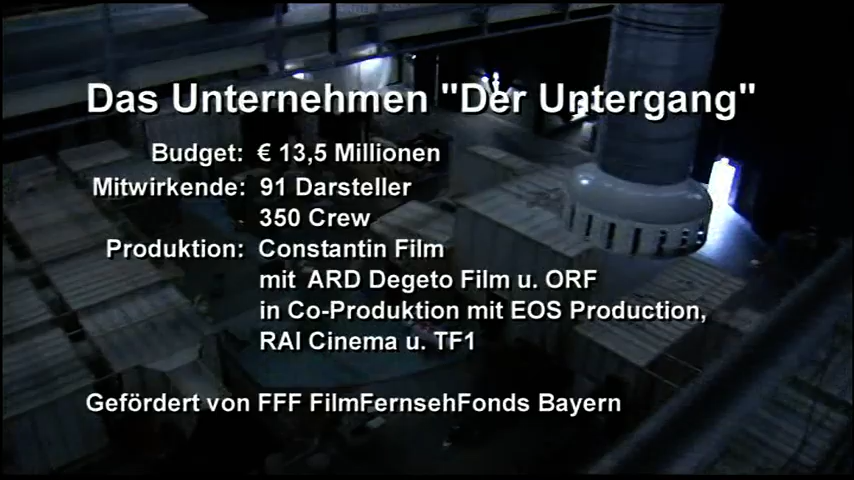 Das Unternehmen "Der Untergang"
Budget: € 13,5 Millionen
Mitwirkende: 91 Darsteller
350 Crew
Produktion: Constantin Film
mit ARD Degeto Film u. ORF
in Co-Produktion mit EOS Production,
RAI Cinema u. TF1
Gefördert von FFF FilmFernsehFonds Bayern